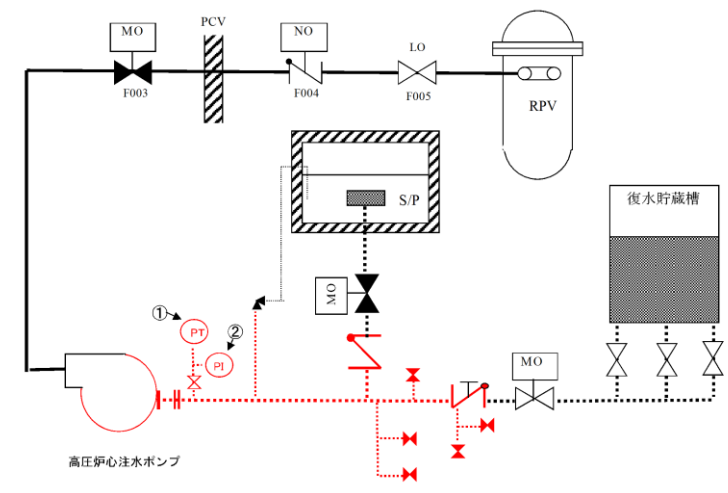 PCV
MO
NO
LO
F003
F004
F005
RPV
S/P
復水貯蔵槽
MO
①
②
PT
PI
MO
高圧炉心注水ポンプ